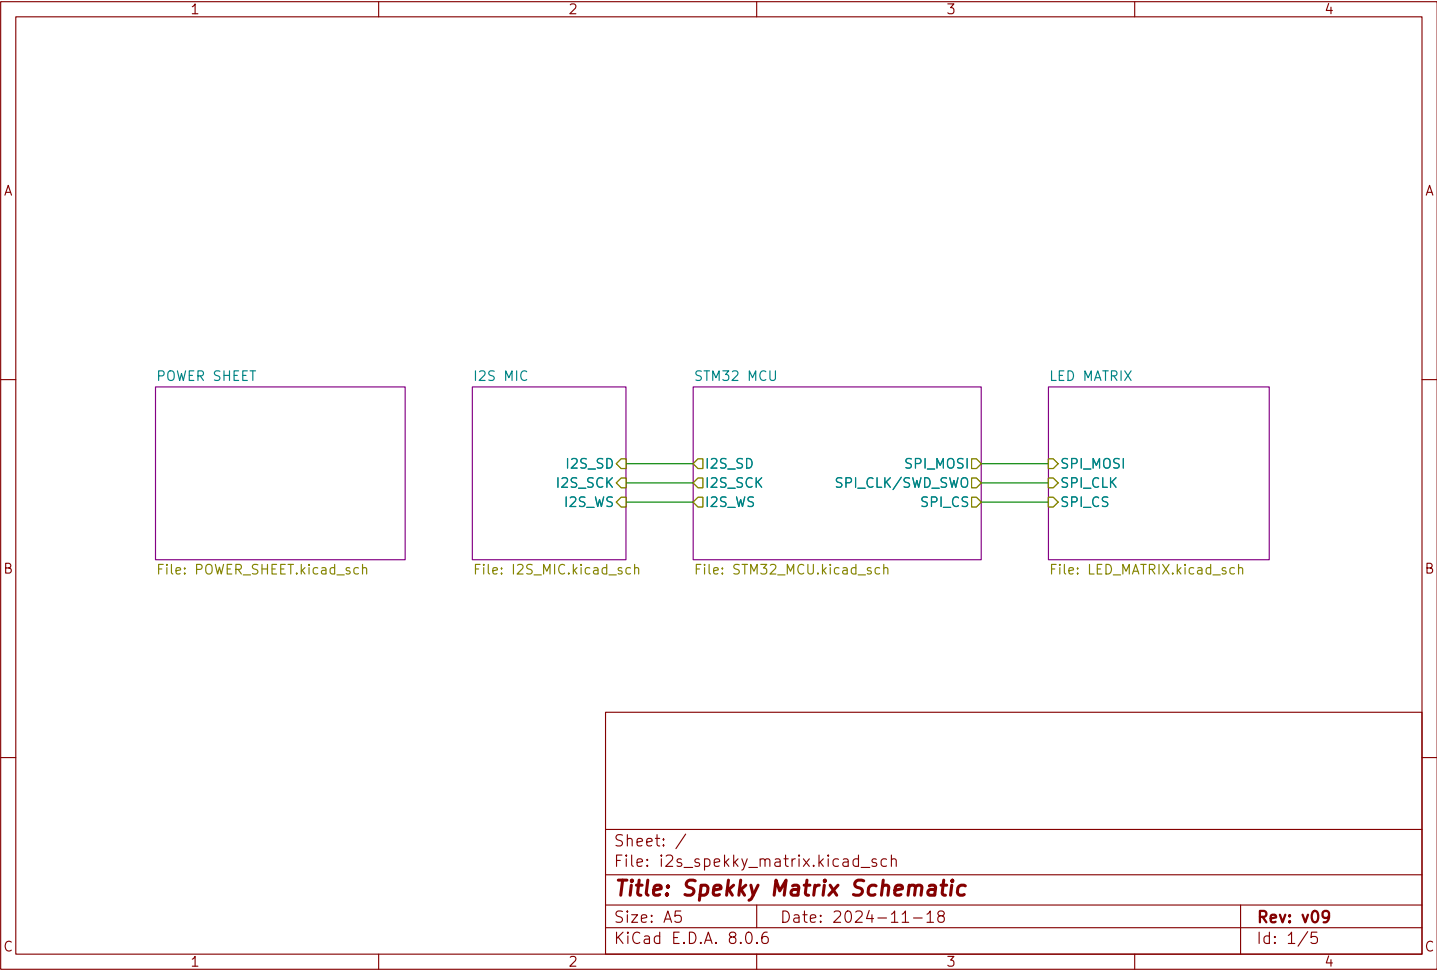 1 2 3 4
A A
POWER SHEET I2S MIC STM32 MCU LED MATRIX
I2S_SD I2S_SD SPI_MOSI SPI_MOSI
I2S_SCK I2S_SCK SPI_CLK/SWD_SWO SPI_CLK
I2S_WS I2S_WS SPI_CS SPI_CS
B B
File: POWER_SHEET.kicad_sch File: I2S_MIC.kicad_sch File: STM32_MCU.kicad_sch File: LED_MATRIX.kicad_sch
Sheet: /
File: i2s_spekky_matrix.kicad_sch
Title: Spekky Matrix Schematic
Size: A5 Date: 2024-11-18 Rev: v09
KiCad E.D.A. 8.0.6 Id: 1/5
C C
1 2 3 4